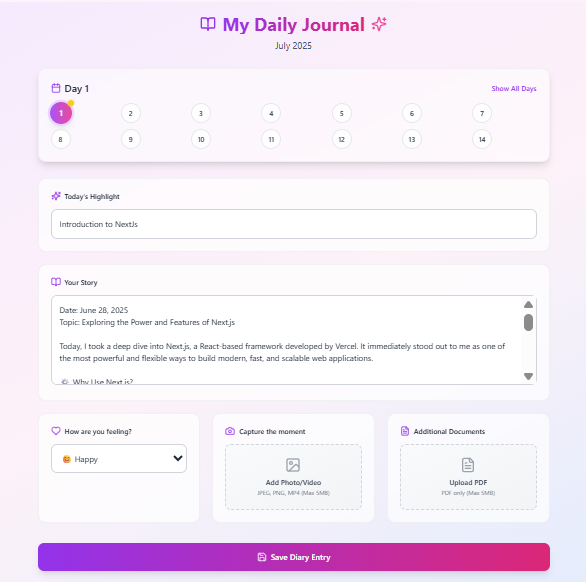 My Daily Journal
July 2025
Day 1
Show All Days
1 2 3 4 5 6 7
8 9 10 11 12 13 14
Today's Highlight
Introduction to NextJs
Your Story
Date: June 28, 2025
Topic: Exploring the Power and Features of Next.js
Today, I took a deep dive into Next.js, a React-based framework developed by Vercel. It immediately stood out to me as one of
the most powerful and flexible ways to build modern, fast, and scalable web applications.
Why Use Next.js?
How are you feeling?
Happy
Capture the moment
Add Photo/Video
JPEG, PNG, MP4 (Max 5MB)
Additional Documents
Upload PDF
PDF only (Max 5MB)
Save Diary Entry